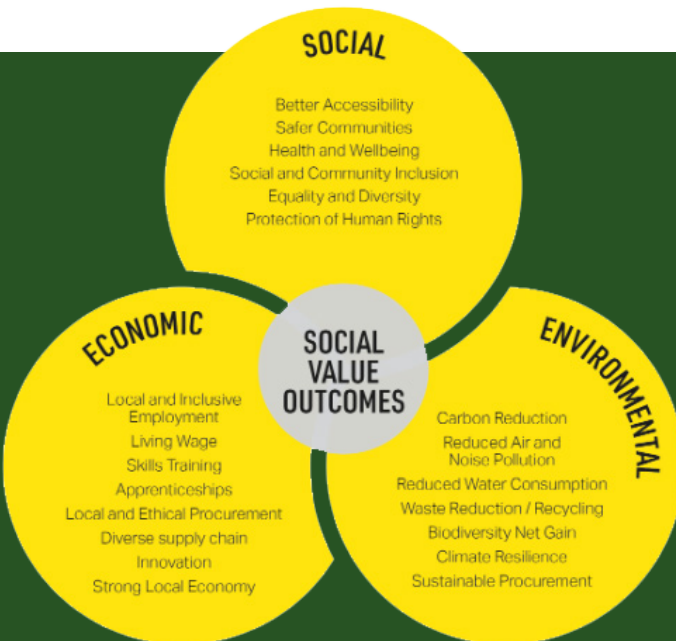 SOCIAL
Better Accessibility
Safer Communities
Health and Wellbeing
Social and Community Inclusion
Equality and Diversity
Protection of Human Rights
SOCIAL
VALUE
OUTCOMES
ECONOMIC
Local and Inclusive
Employment
Living Wage
Skills Training
Apprenticeships
Local and Ethical Procurement
Diverse supply chain
Innovation
Strong Local Economy
ENVIRONMENTAL
Carbon Reduction
Reduced Air and
Noise Pollution
Reduced Water Consumption
Waste Reduction / Recycling
Biodiversity Net Gain
Climate Resilience
Sustainable Procurement